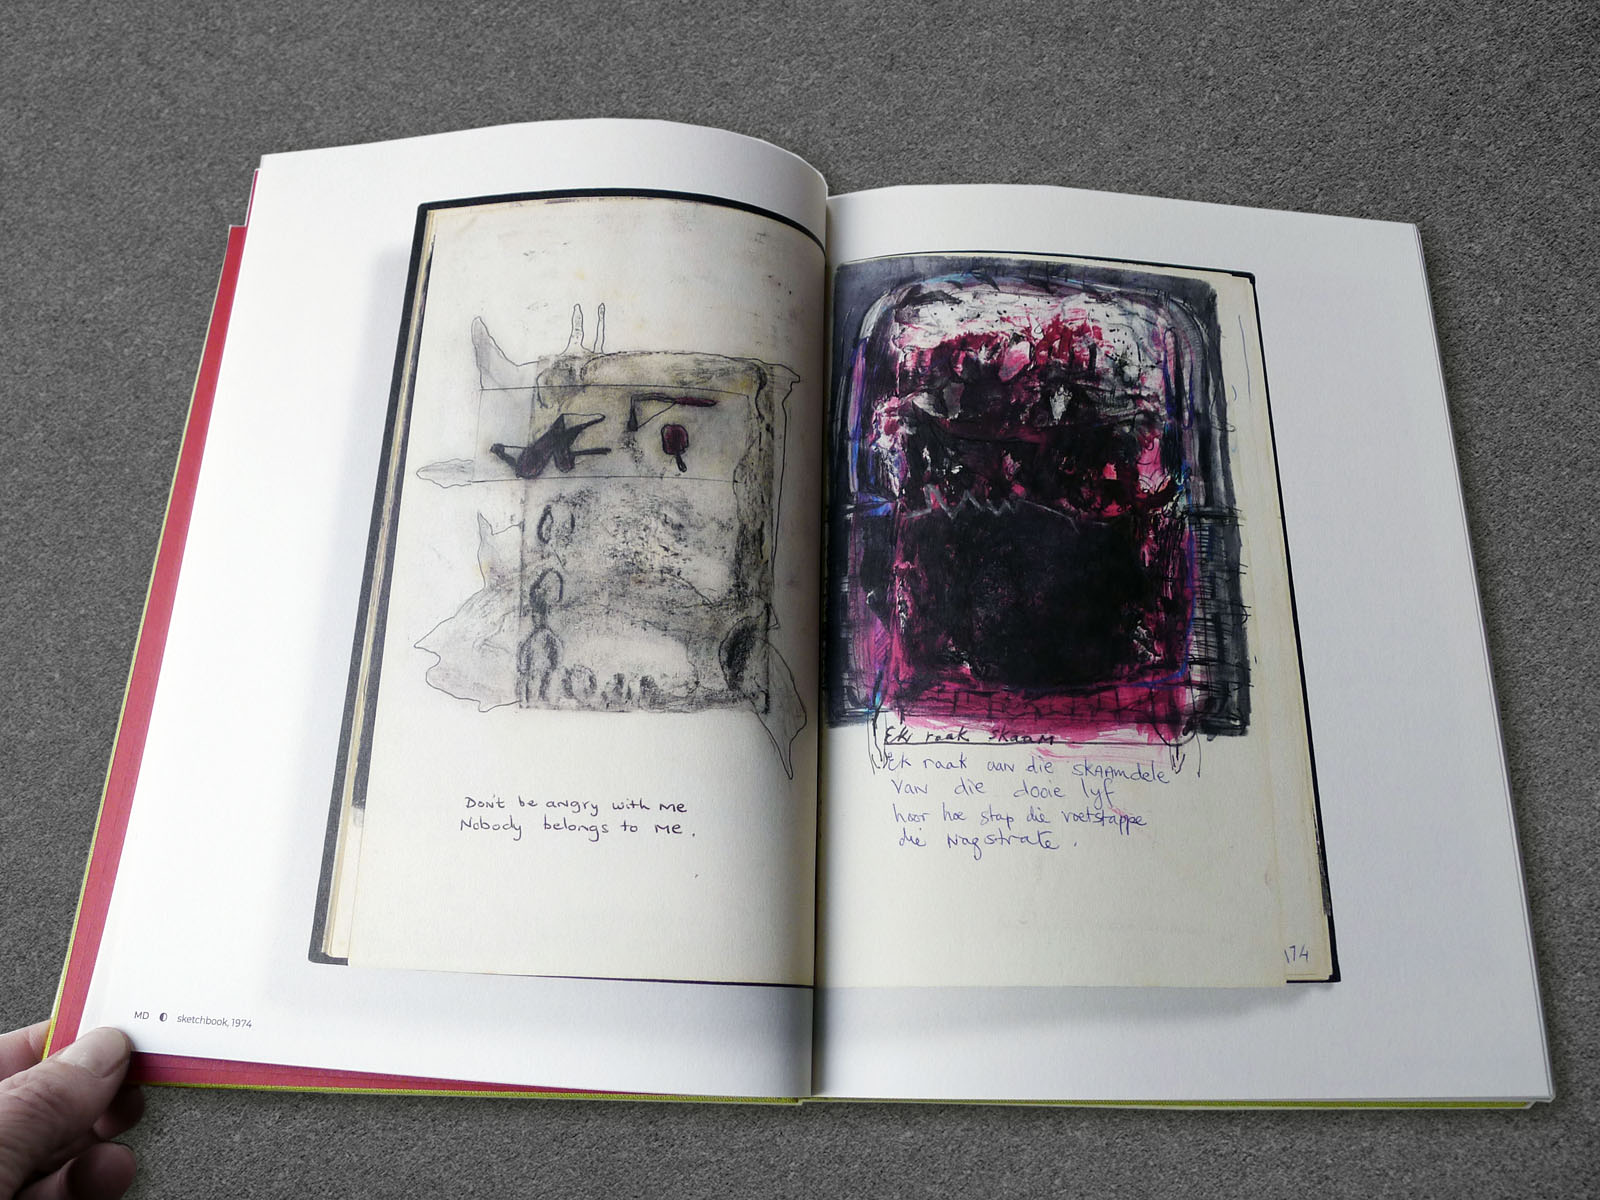 Don't be angry with me
Nobody belongs to me.
MD sketchbook, 1974
Ek raak skaam
Ek raak aan die skaamdele
van die dooie lyf
hoor hoe stap die voetstappe
die Nagstrate.
174